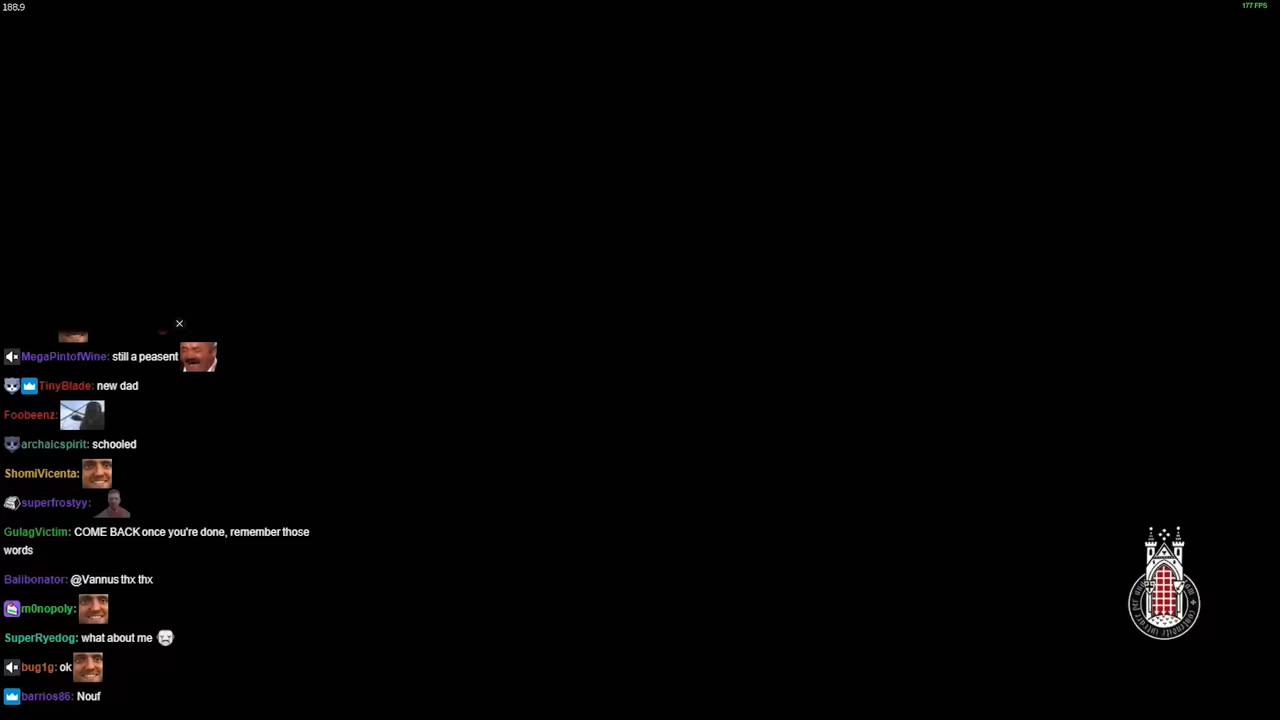 188.9
177 FPS
MegaPintofWine: still a peasent
TinyBlade: new dad
Foobeenz:
archaicspirit: schooled
ShomiVicenta:
superfrostyy:
GulagVictim: COME BACK once you're done, remember those
words
Balibonator: @Vannus thx thx
m0nopoly:
SuperRyedog: what about me
bug1g: ok
barrios86: Nouf